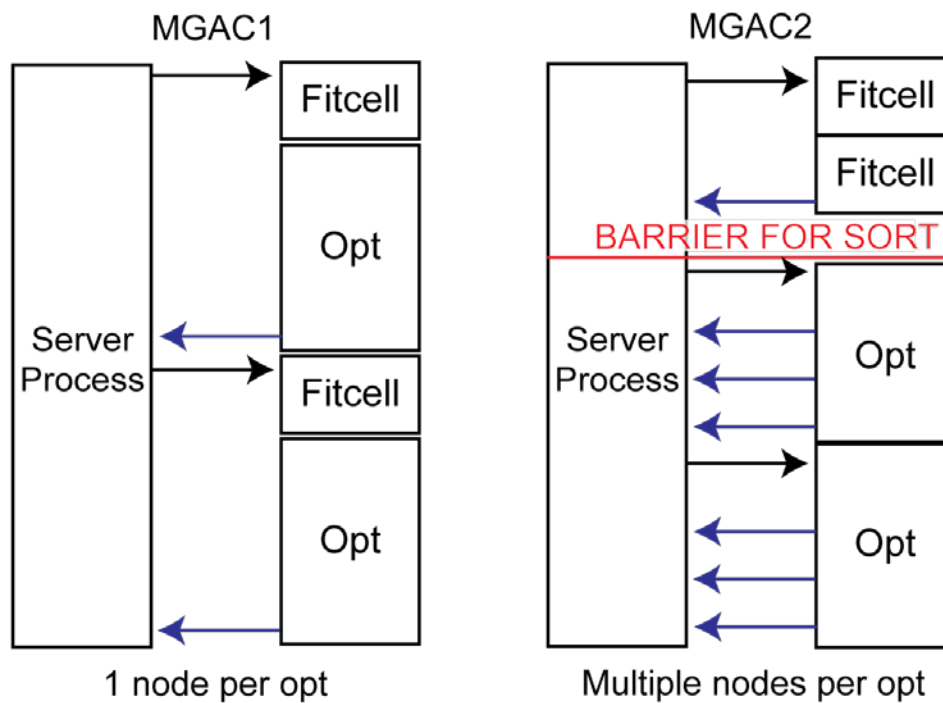 MGAC1
Fitcell
Opt
Server
Process
Fitcell
Opt
1 node per opt
MGAC2
Fitcell
Fitcell
BARRIER FOR SORT
Server
Process
Opt
Opt
Multiple nodes per opt